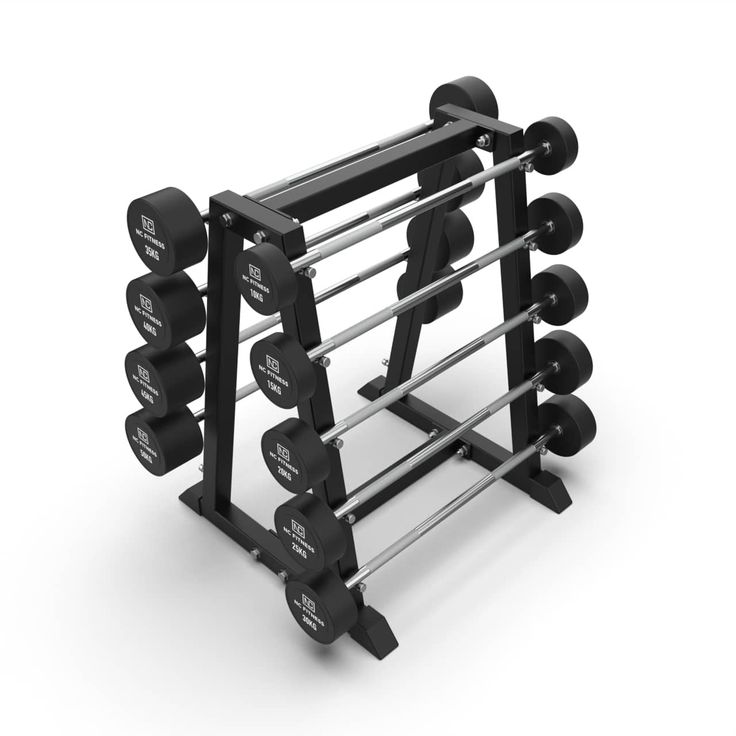 NC
NC FITNESS
35KG
NC
NC FITNESS
40KG
NC
NC FITNESS
45KG
NC
NC FITNESS
50KG
NC
NC FITNESS
10KG
NC
NC FITNESS
15KG
NC
NC FITNESS
20KG
NC
NC FITNESS
25KG
NC
NC FITNESS
30KG